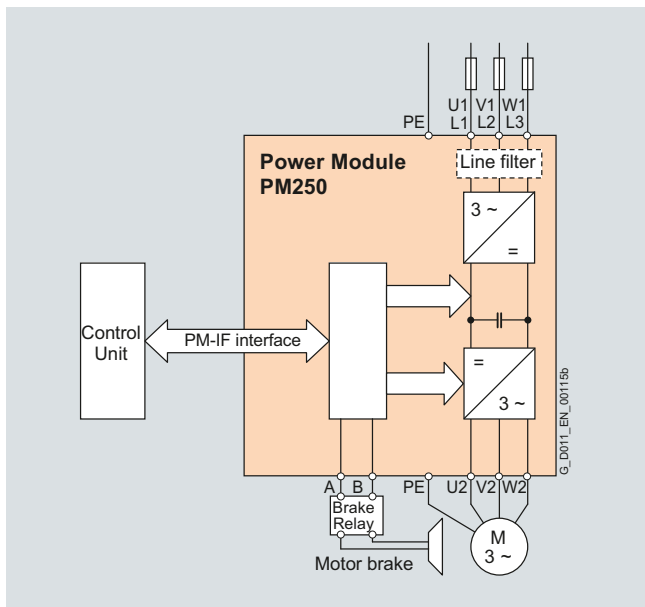 U1 V1 W1
PE L1 L2 L3
Power Module
PM250
Line filter
3 ~
=
Control
Unit
PM-IF interface
=
3 ~
G_D011_EN_00115b
A B PE U2 V2 W2
Brake
Relay
Motor brake
M
3 ~